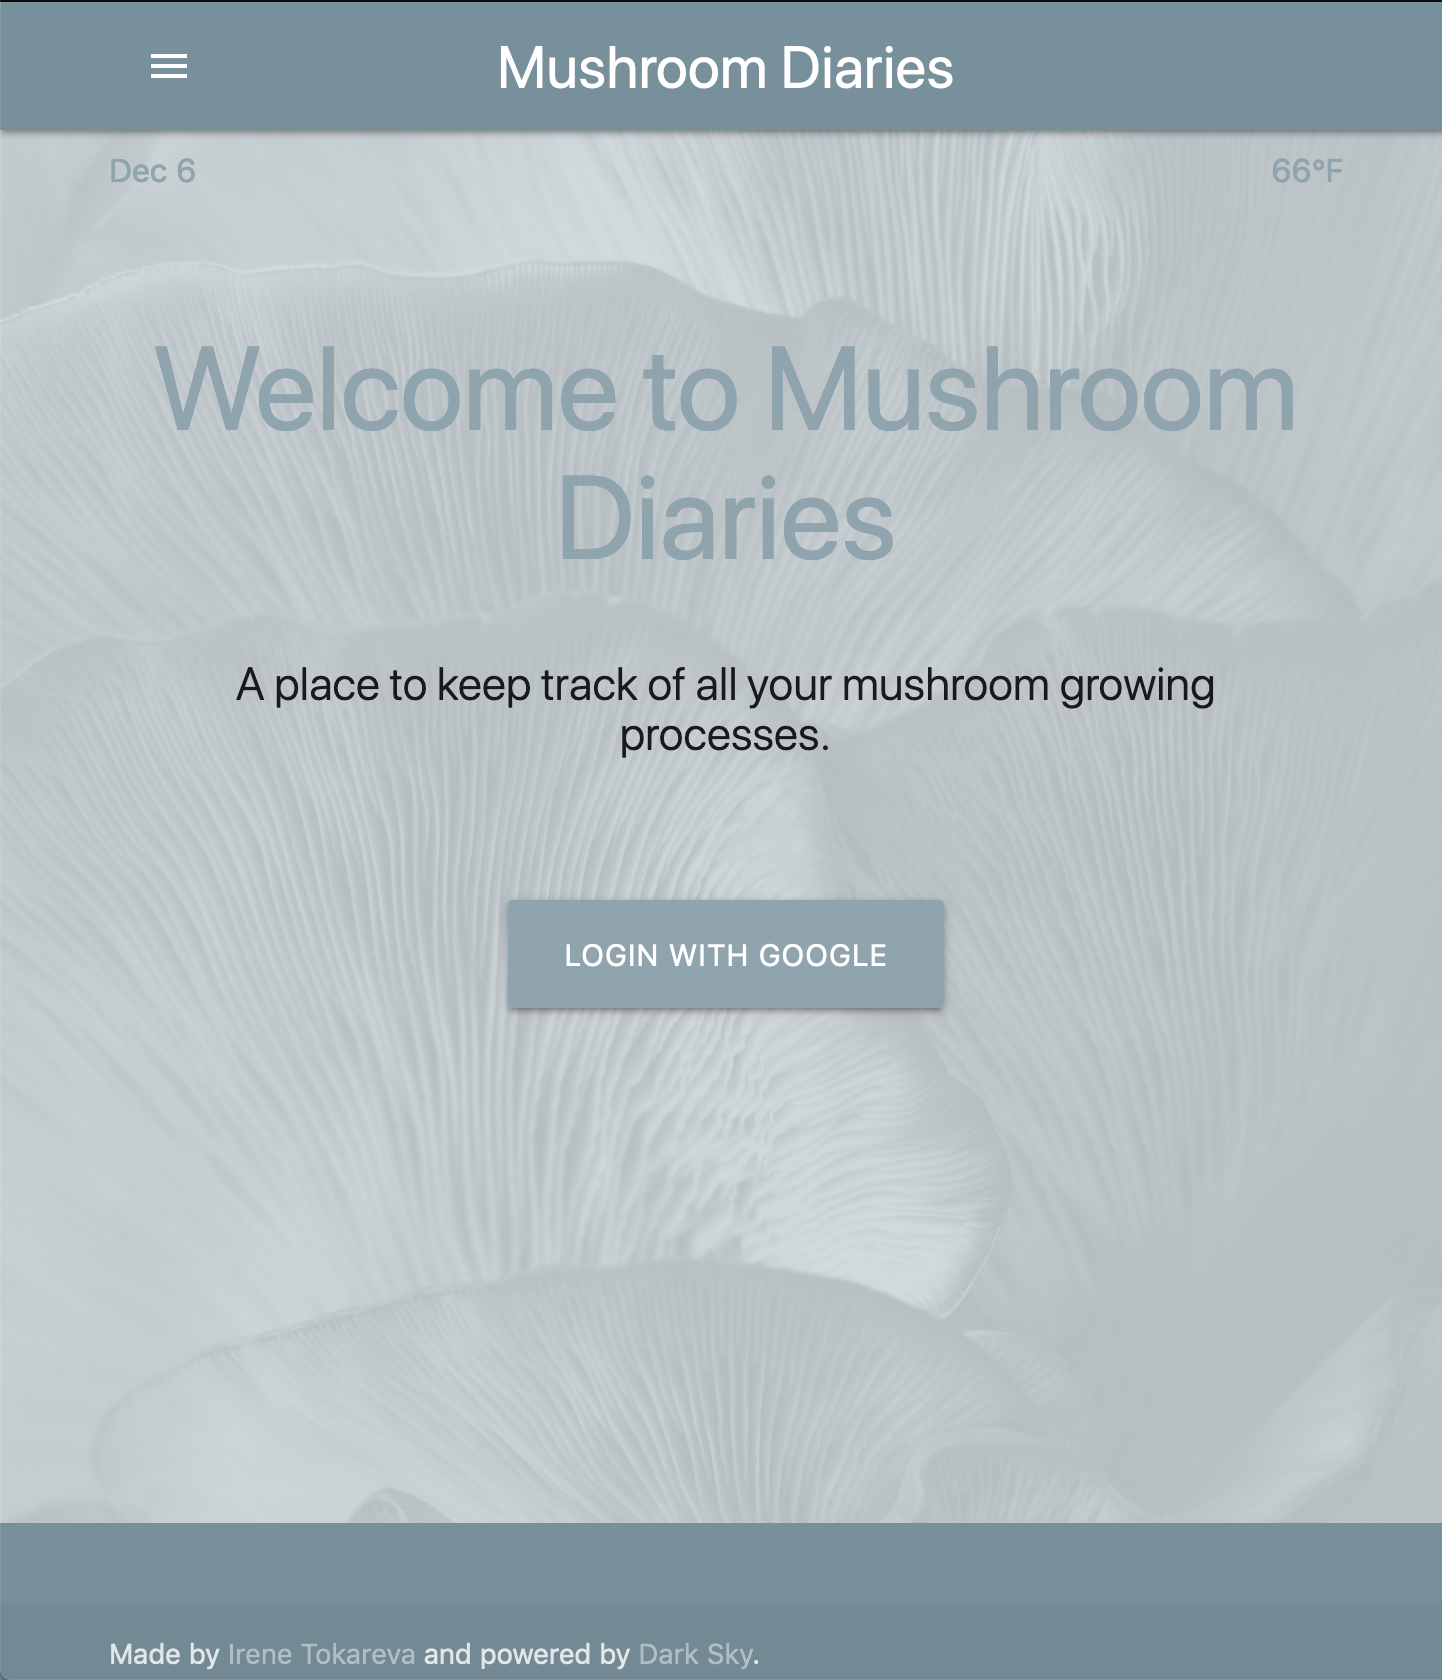 Mushroom Diaries
Dec 6
66°F
Welcome to Mushroom
Diaries
A place to keep track of all your mushroom growing
processes.
LOGIN WITH GOOGLE
Made by Irene Tokareva and powered by Dark Sky.